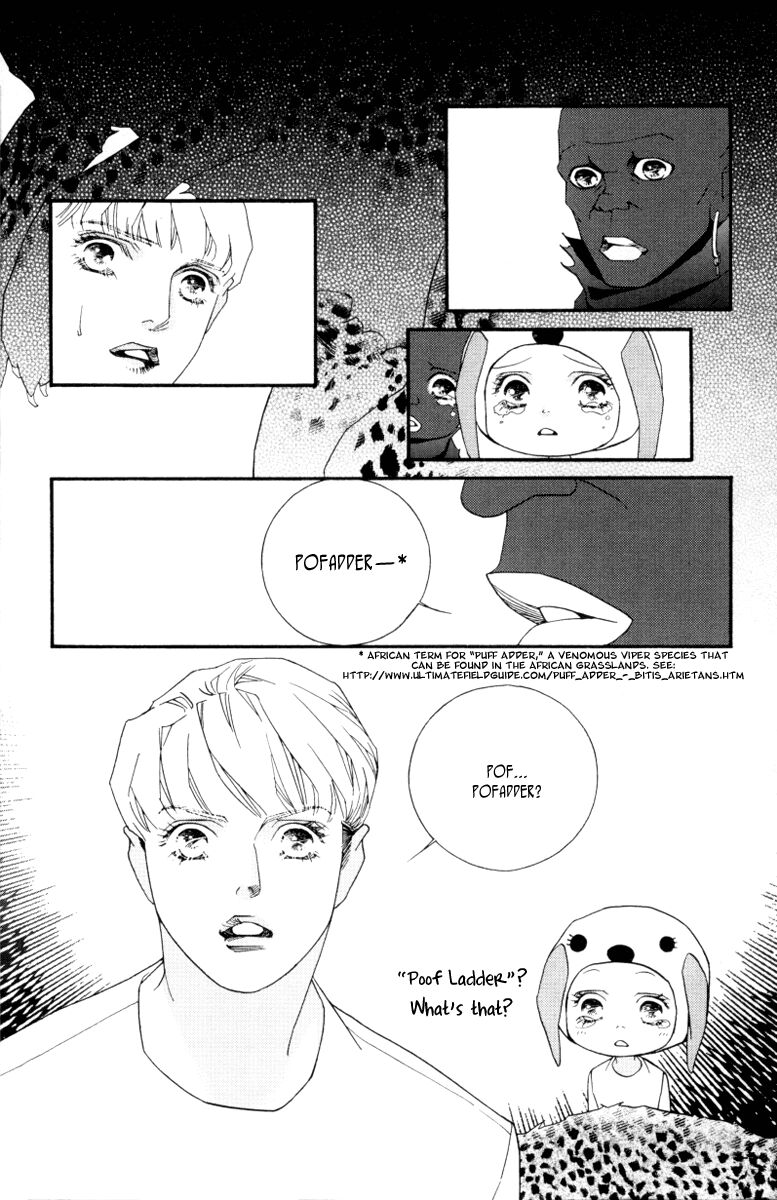 POFADDER—*
* AFRICAN TERM FOR "PUFF ADDER," A VENOMOUS VIPER SPECIES THAT
CAN BE FOUND IN THE AFRICAN GRASSLANDS. SEE:
HTTP://WWW.ULTIMATEFIELDGUIDE.COM/PUFF_ADDER_-_BITIS_ARIETANS.HTM
POF...
POFADDER?
"Poof Ladder"?
What's that?